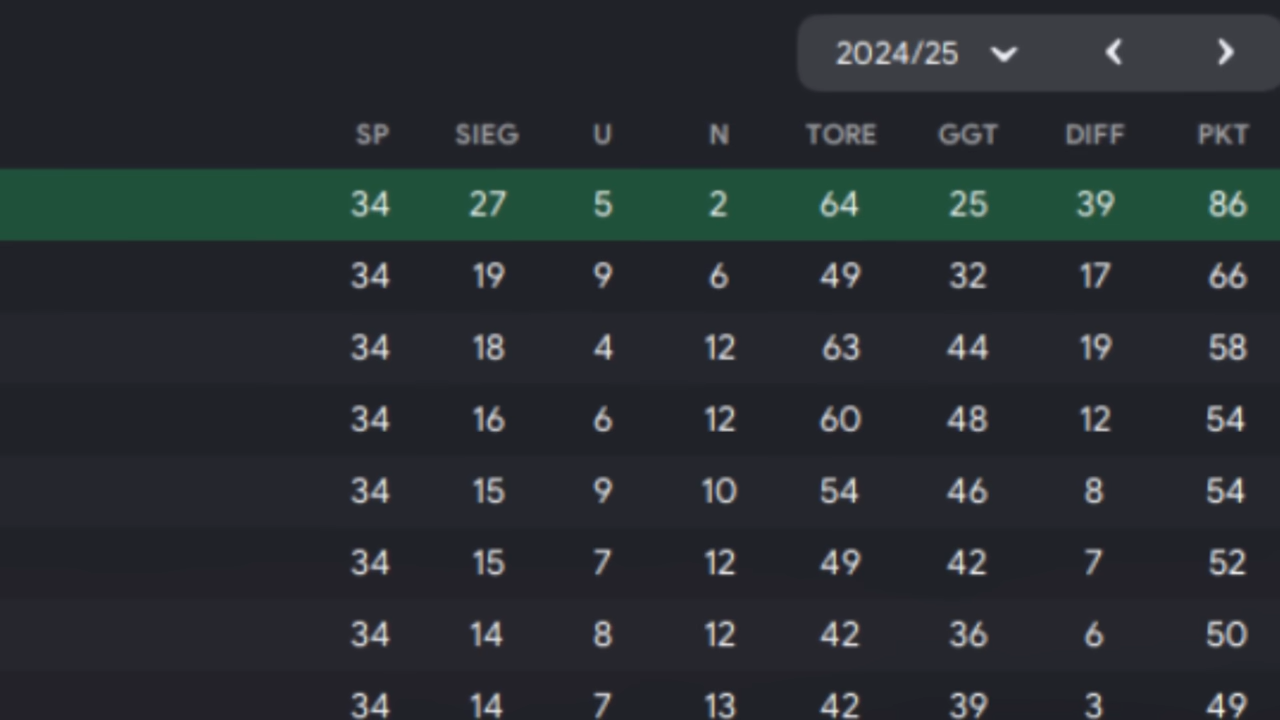 2024/25
SP SIEG U N TORE GGT DIFF PKT
34 27 5 2 64 25 39 86
34 19 9 6 49 32 17 66
34 18 4 12 63 44 19 58
34 16 6 12 60 48 12 54
34 15 9 10 54 46 8 54
34 15 7 12 49 42 7 52
34 14 8 12 42 36 6 50
34 14 7 13 42 39 3 49